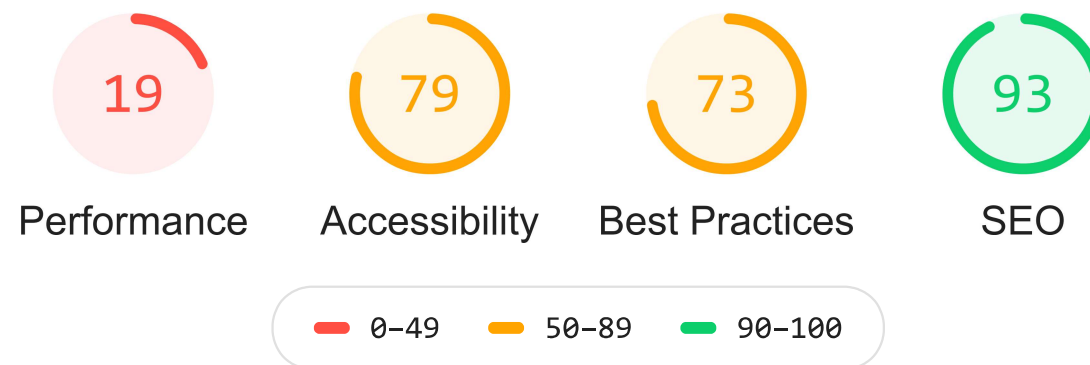 19 79 73 93
Performance Accessibility Best Practices SEO
0–49 50–89 90–100